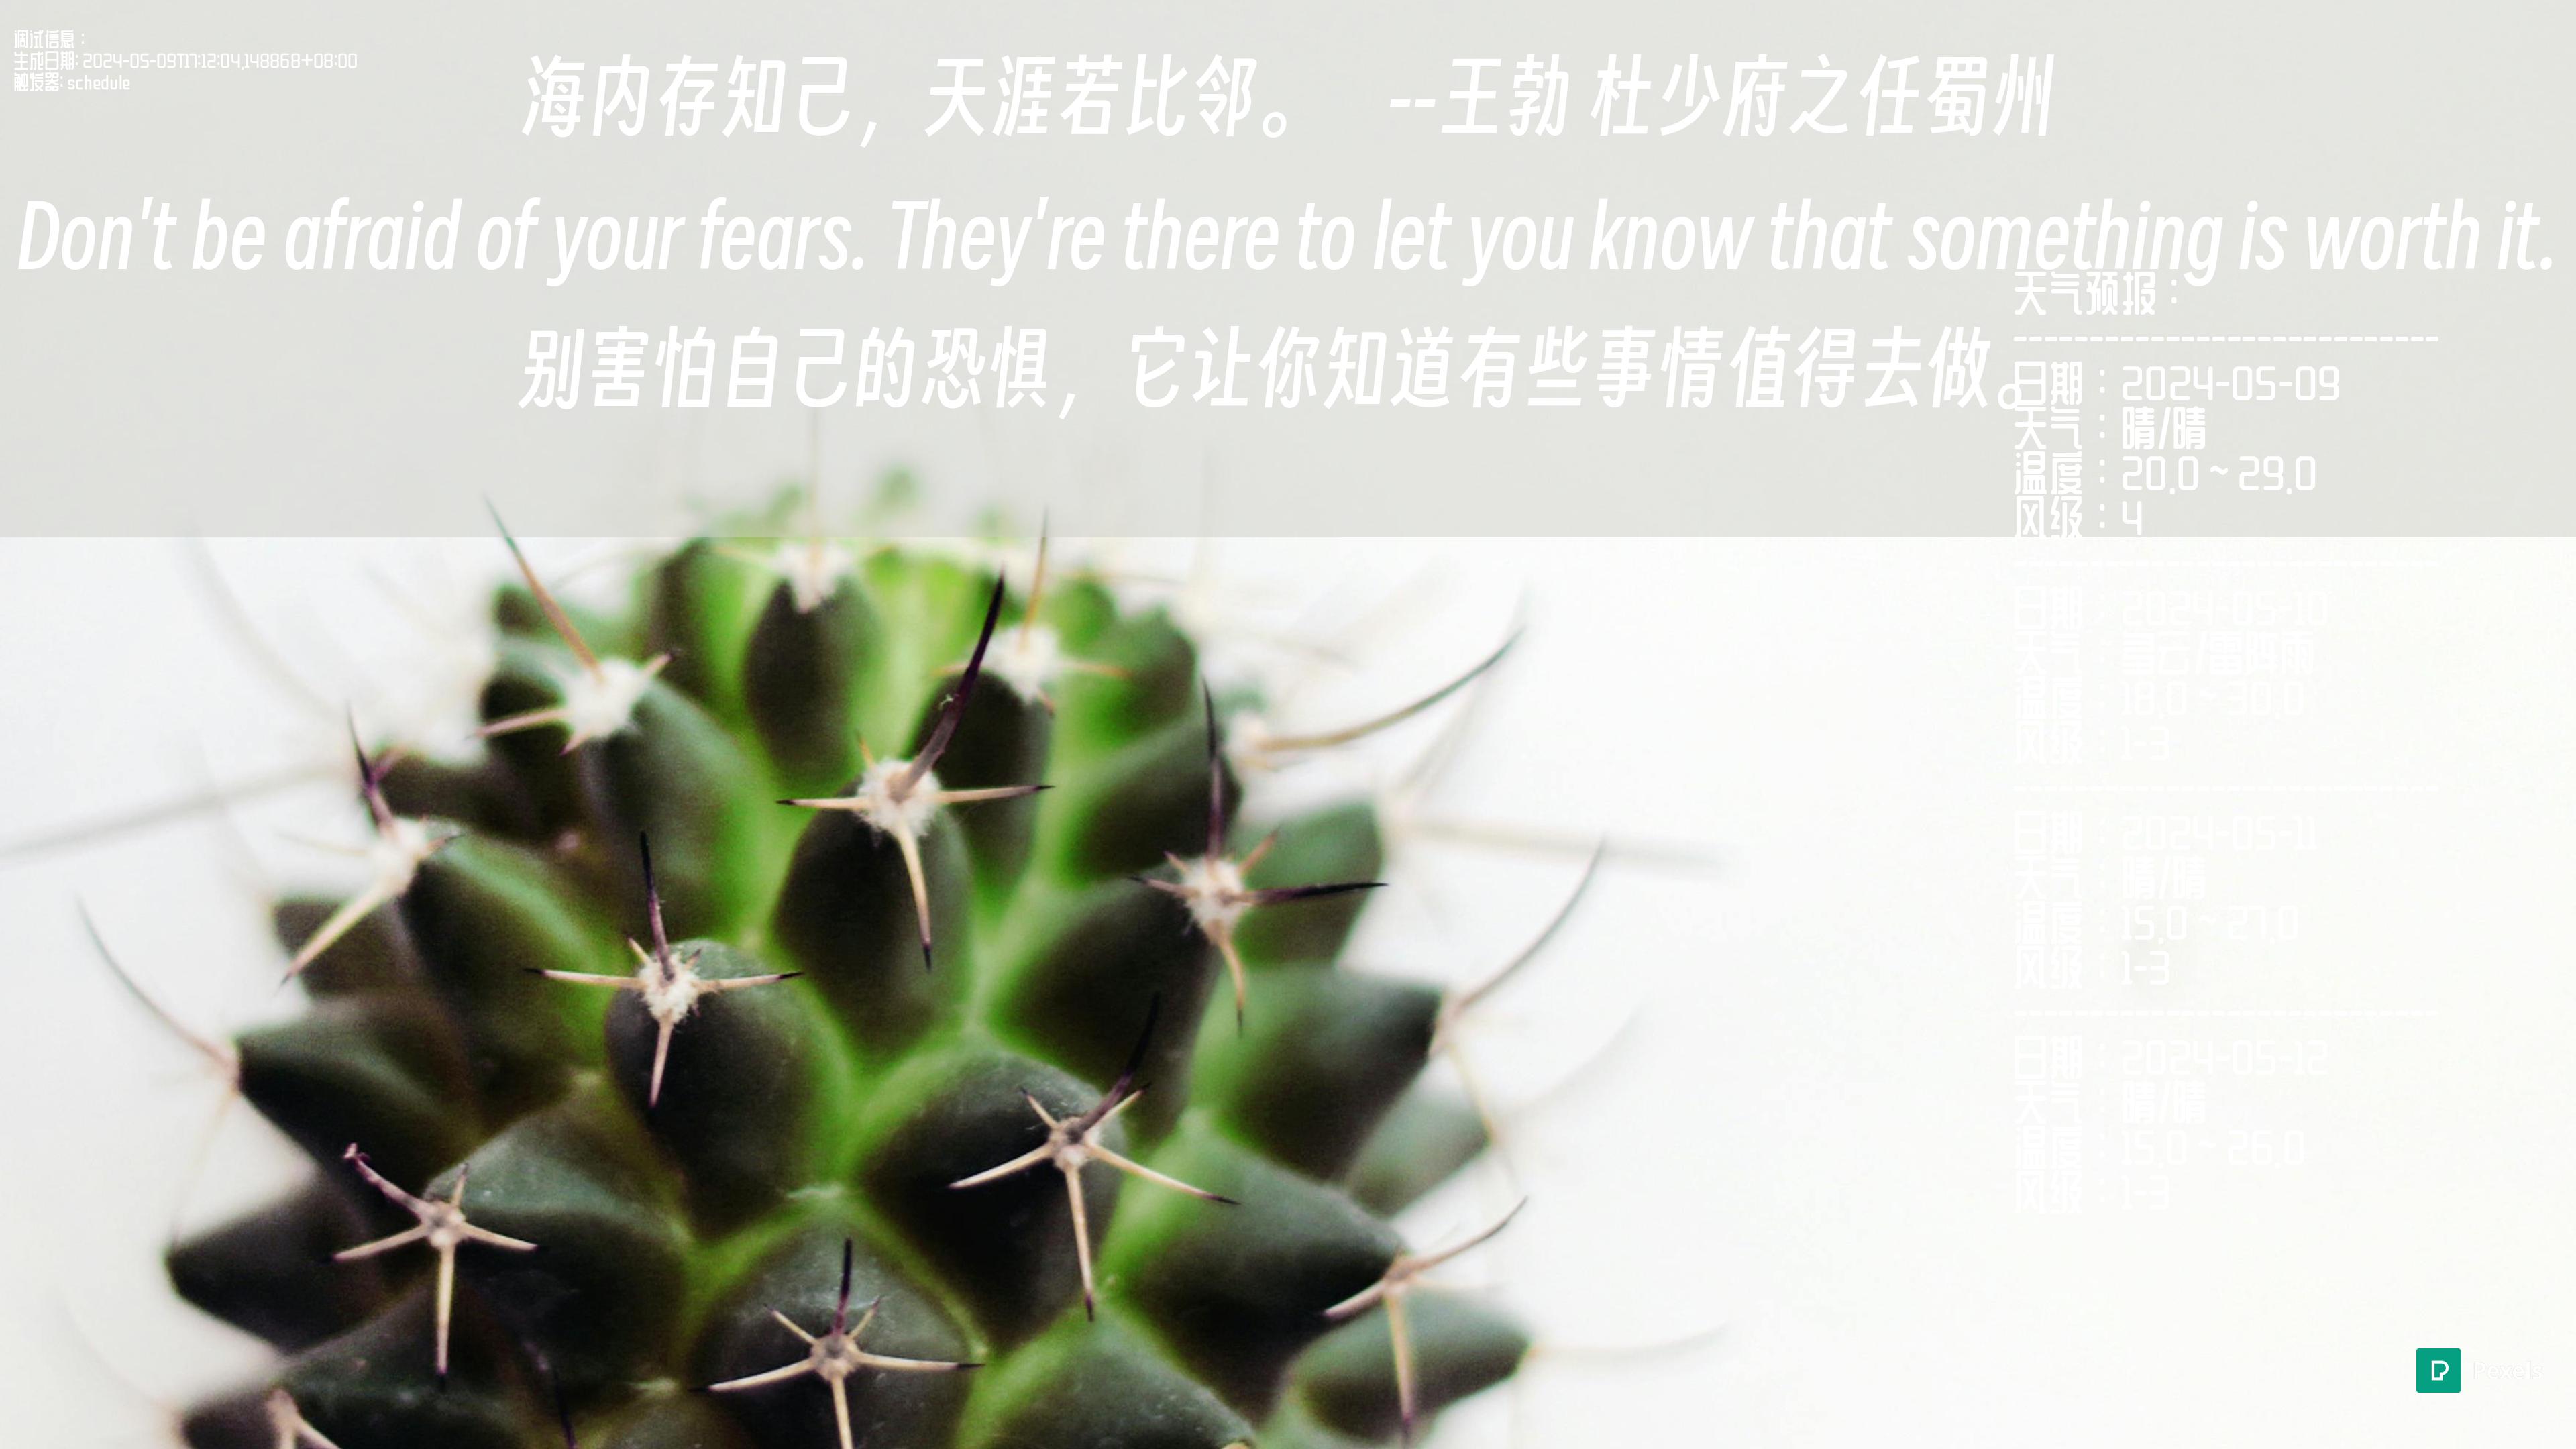 调试信息：
生成日期: 2024-05-09T17:12:04.148868+08:00
触发器: schedule
海内存知己，天涯若比邻。 --王勃 杜少府之任蜀州
Don't be afraid of your fears. They're there to let you know that something is worth it.
别害怕自己的恐惧，它让你知道有些事情值得去做。
天气预报：
------------------------------
日期：2024-05-09
天气：晴/晴
温度：20.0 ~ 29.0
风级：4
------------------------------
日期：2024-05-10
天气：多云/雷阵雨
温度：18.0 ~ 30.0
风级：1-3
------------------------------
日期：2024-05-11
天气：晴/晴
温度：15.0 ~ 27.0
风级：1-3
------------------------------
日期：2024-05-12
天气：晴/晴
温度：15.0 ~ 26.0
风级：1-3
Pexels